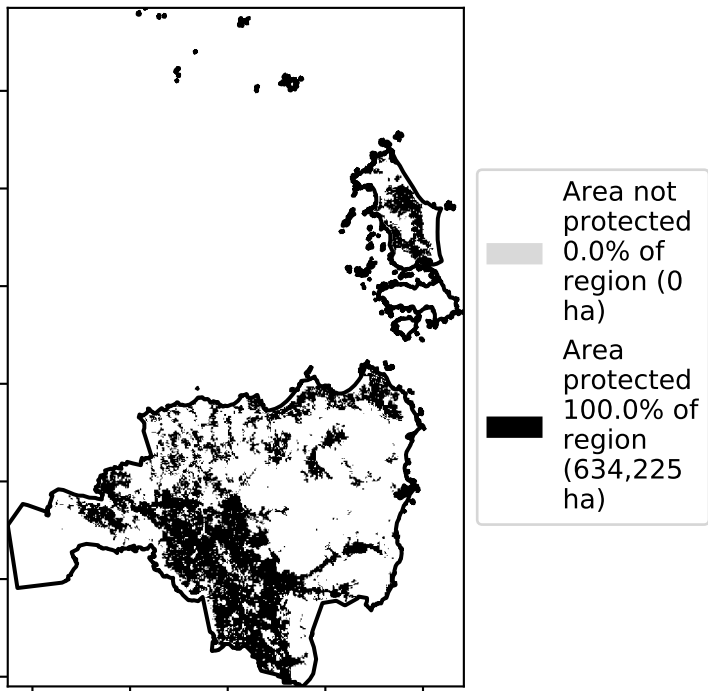 Area not
protected
0.0% of
region (0
ha)
Area
protected
100.0% of
region
(634,225
ha)